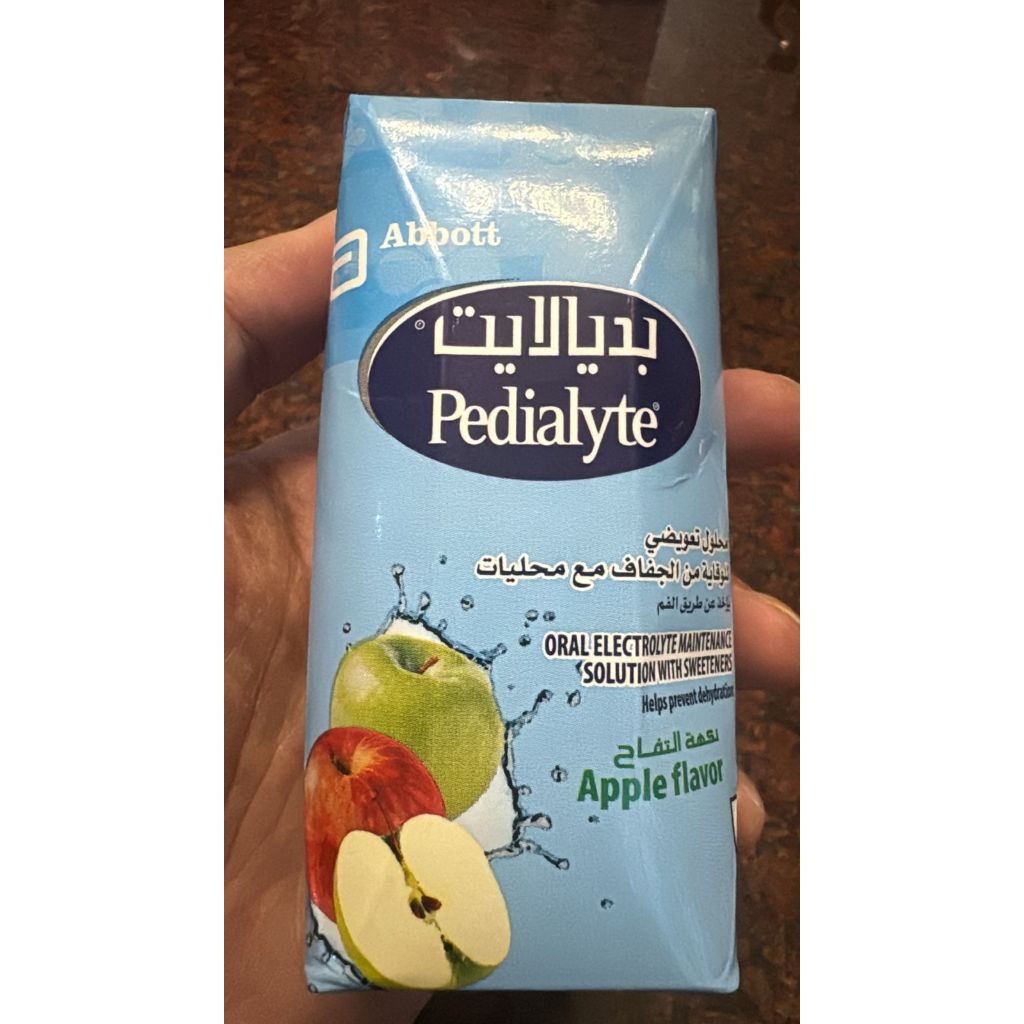 Abbott
بديالايت
Pedialyte
محلول تعويضي
للوقاية من الجفاف مع محليات
يؤخذ عن طريق الفم
ORAL ELECTROLYTE MAINTENANCE
SOLUTION WITH SWEETENERS
Helps prevent dehydration
نكهة التفاح
Apple flavor